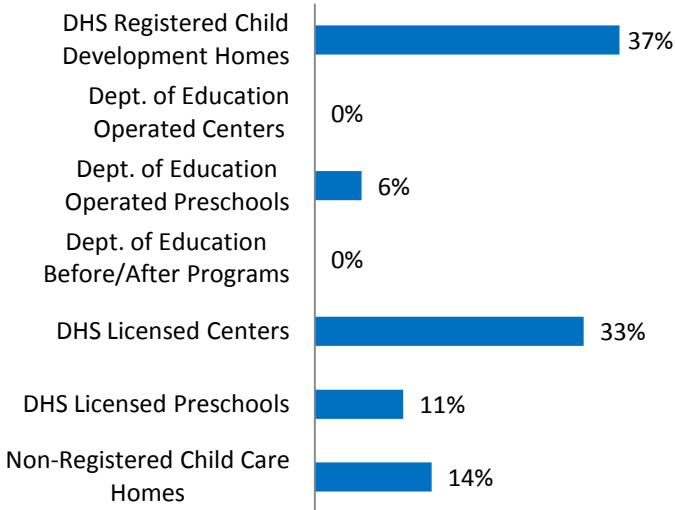 DHS Registered Child
Development Homes
37%
Dept. of Education
Operated Centers
0%
Dept. of Education
Operated Preschools
6%
Dept. of Education
Before/After Programs
0%
DHS Licensed Centers
33%
DHS Licensed Preschools
11%
Non-Registered Child Care
Homes
14%